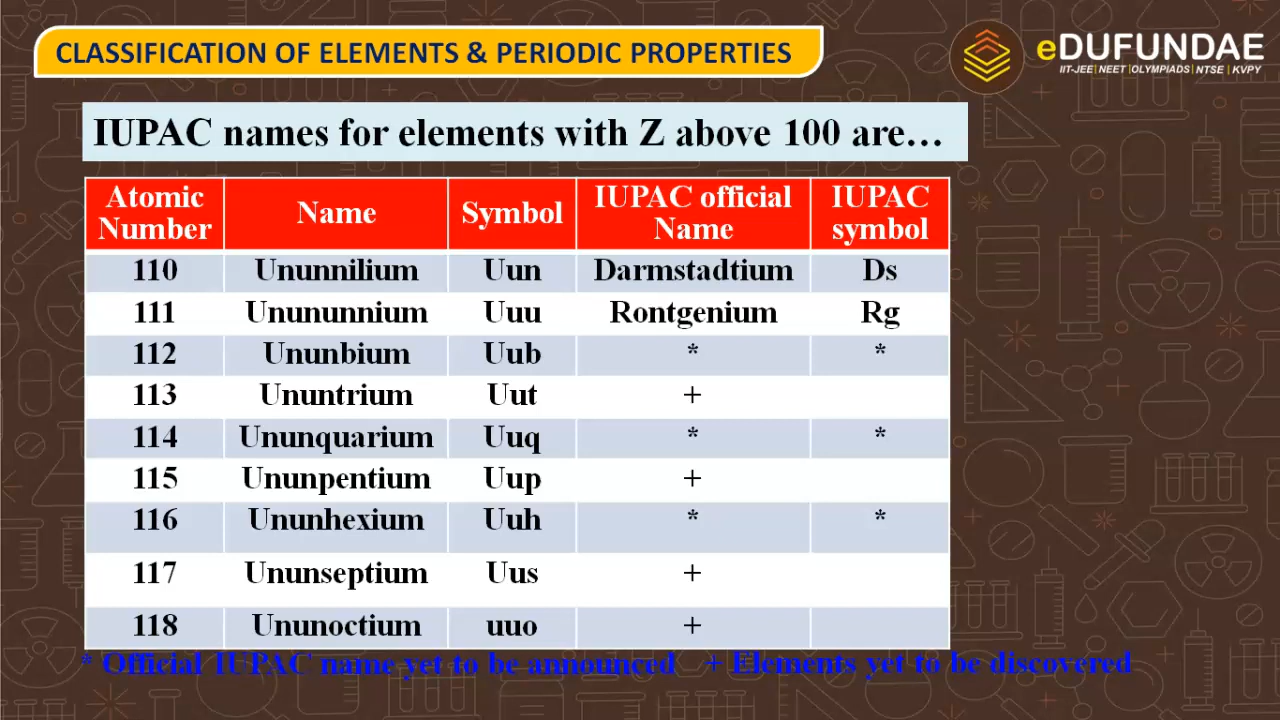 CLASSIFICATION OF ELEMENTS & PERIODIC PROPERTIES
eDUFUNDAE
IIT-JEE| NEET |OLYMPIADS| NTSE | KVPY
IUPAC names for elements with Z above 100 are…
Atomic Number Name Symbol IUPAC official Name IUPAC symbol
110 Ununnilium Uun Darmstadtium Ds
111 Unununnium Uuu Rontgenium Rg
112 Ununbium Uub * *
113 Ununtrium Uut +
114 Ununquarium Uuq * *
115 Ununpentium Uup +
116 Ununhexium Uuh * *
117 Ununseptium Uus +
118 Ununoctium uuo +
* Official IUPAC name yet to be announced + Elements yet to be discovered